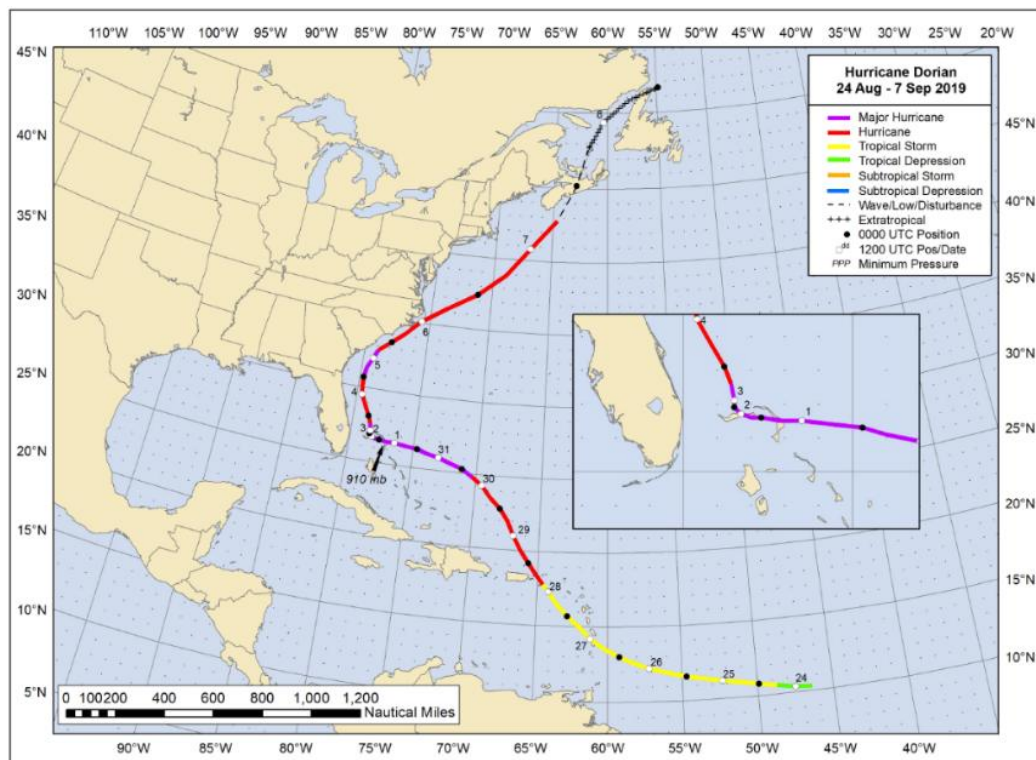 110°W 105°W 100°W 95°W 90°W 85°W 80°W 75°W 70°W 65°W 60°W 55°W 50°W 45°W 40°W 35°W 30°W 25°W 20°W
45°N
40°N
35°N
30°N
25°N
20°N
15°N
10°N
5°N
Hurricane Dorian
24 Aug - 7 Sep 2019
Major Hurricane
Hurricane
Tropical Storm
Tropical Depression
Subtropical Storm
Subtropical Depression
Wave/Low/Disturbance
Extratropical
0000 UTC Position
dd 1200 UTC Pos/Date
PPP Minimum Pressure
45°N
40°N
35°N
30°N
25°N
20°N
15°N
10°N
8
7
6
5
4
3 2
1
31
30
910 mb
29
28
27
26
25
24
4
3
2
1
0 100 200 400 600 800 1,000 1,200
Nautical Miles
90°W 85°W 80°W 75°W 70°W 65°W 60°W 55°W 50°W 45°W 40°W